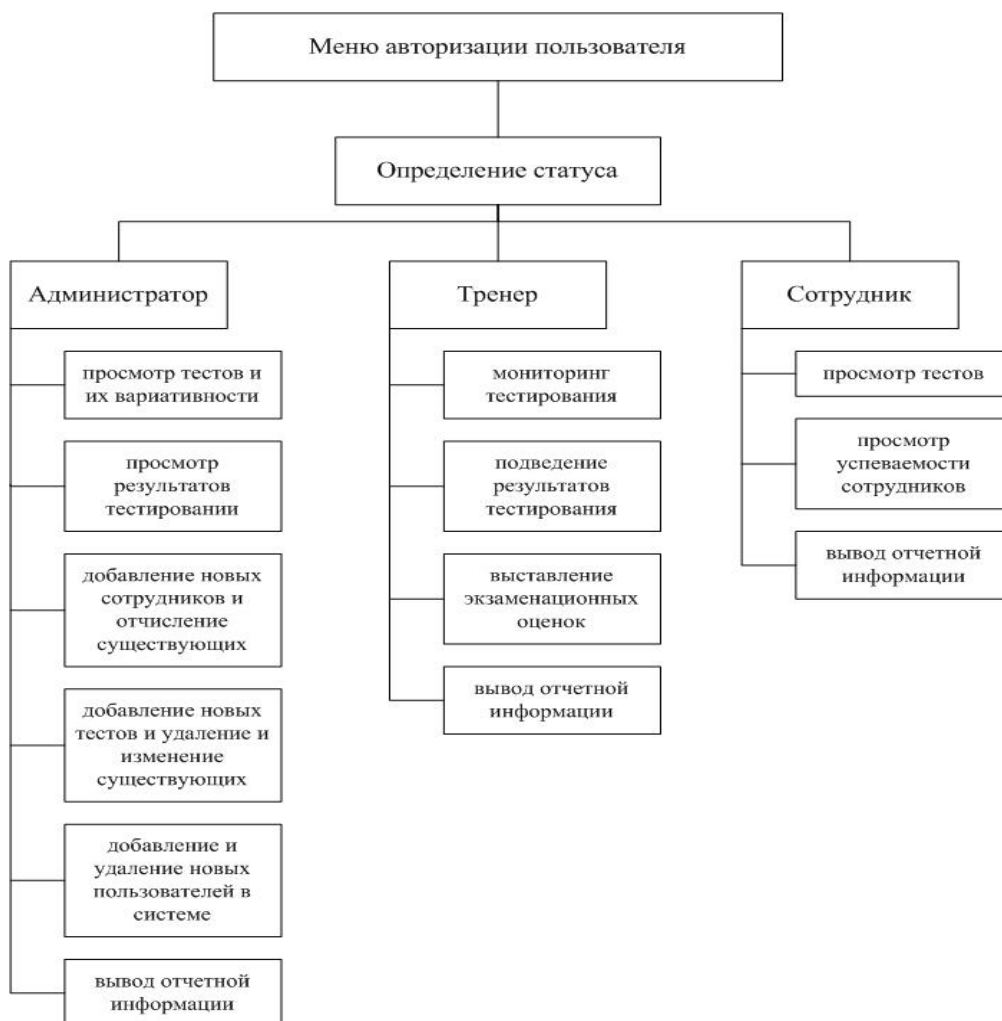 Меню авторизации пользователя
Определение статуса
Администратор
просмотр тестов и
их вариативности
просмотр
результатов
тестировании
добавление новых
сотрудников и
отчисление
существующих
добавление новых
тестов и удаление и
изменение
существующих
добавление и
удаление новых
пользователей в
системе
вывод отчетной
информации
Тренер
мониторинг
тестирования
подведение
результатов
тестирования
выставление
экзаменационных
оценок
вывод отчетной
информации
Сотрудник
просмотр тестов
просмотр
успеваемости
сотрудников
вывод отчетной
информации